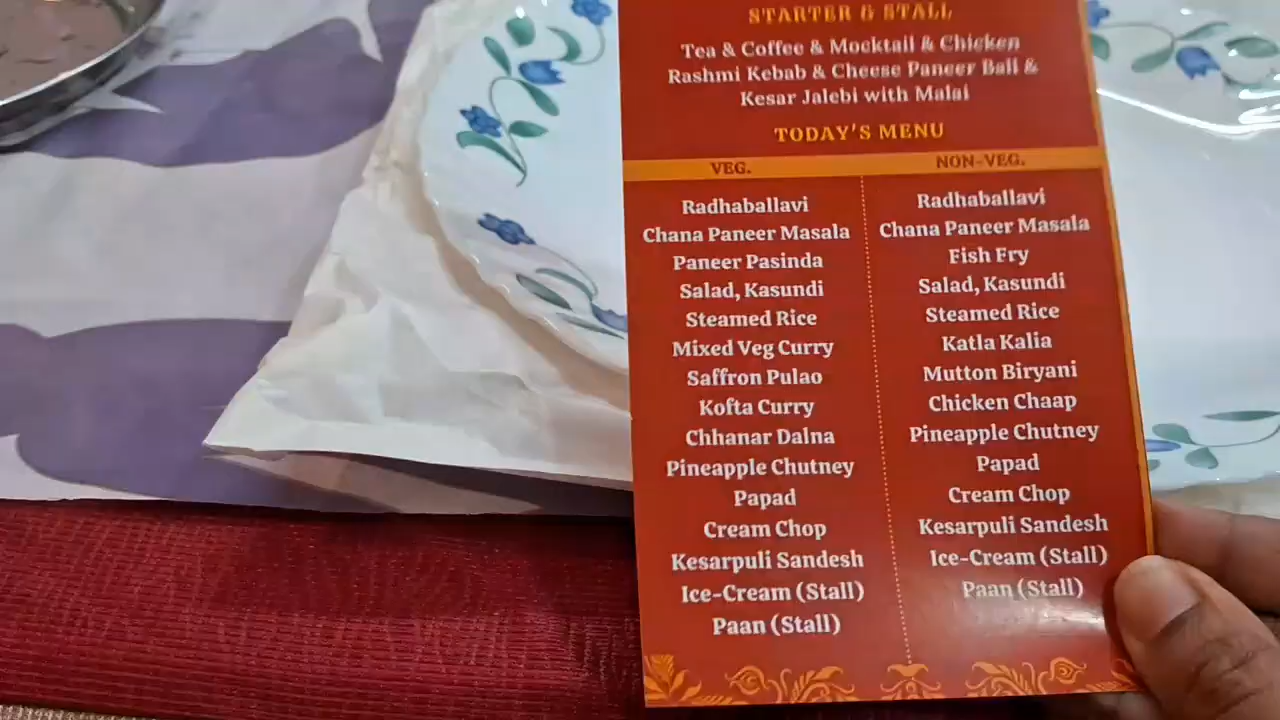 STARTER & STALL
Tea & Coffee & Mocktail & Chicken
Rashmi Kebab & Cheese Paneer Ball &
Kesar Jalebi with Malai
TODAY'S MENU
VEG.
Radhaballavi
Chana Paneer Masala
Paneer Pasinda
Salad, Kasundi
Steamed Rice
Mixed Veg Curry
Saffron Pulao
Kofta Curry
Chhanar Dalna
Pineapple Chutney
Papad
Cream Chop
Kesarpuli Sandesh
Ice-Cream (Stall)
Paan (Stall)
NON-VEG.
Radhaballavi
Chana Paneer Masala
Fish Fry
Salad, Kasundi
Steamed Rice
Katla Kalia
Mutton Biryani
Chicken Chaap
Pineapple Chutney
Papad
Cream Chop
Kesarpuli Sandesh
Ice-Cream (Stall)
Paan (Stall)